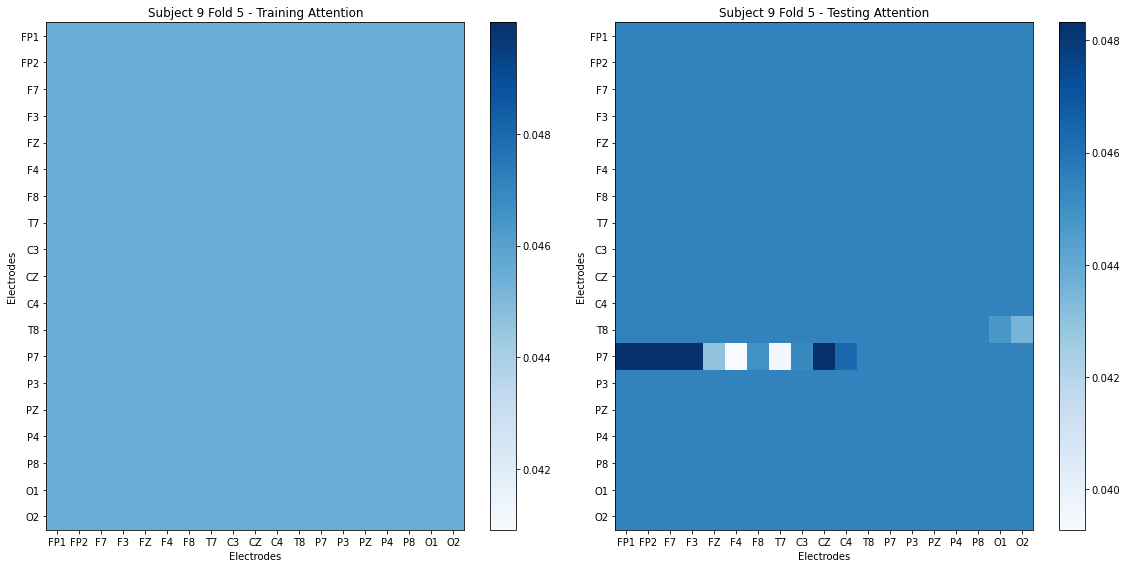 Subject 9 Fold 5 - Training Attention
FP1
FP2
F7
F3
FZ
F4
F8
T7
C3
CZ
C4
T8
P7
P3
PZ
P4
P8
O1
O2
Electrodes
FP1 FP2 F7 F3 FZ F4 F8 T7 C3 CZ C4 T8 P7 P3 PZ P4 P8 O1 O2
Electrodes
0.048
0.046
0.044
0.042
Subject 9 Fold 5 - Testing Attention
FP1
FP2
F7
F3
FZ
F4
F8
T7
C3
CZ
C4
T8
P7
P3
PZ
P4
P8
O1
O2
Electrodes
FP1 FP2 F7 F3 FZ F4 F8 T7 C3 CZ C4 T8 P7 P3 PZ P4 P8 O1 O2
Electrodes
0.048
0.046
0.044
0.042
0.040